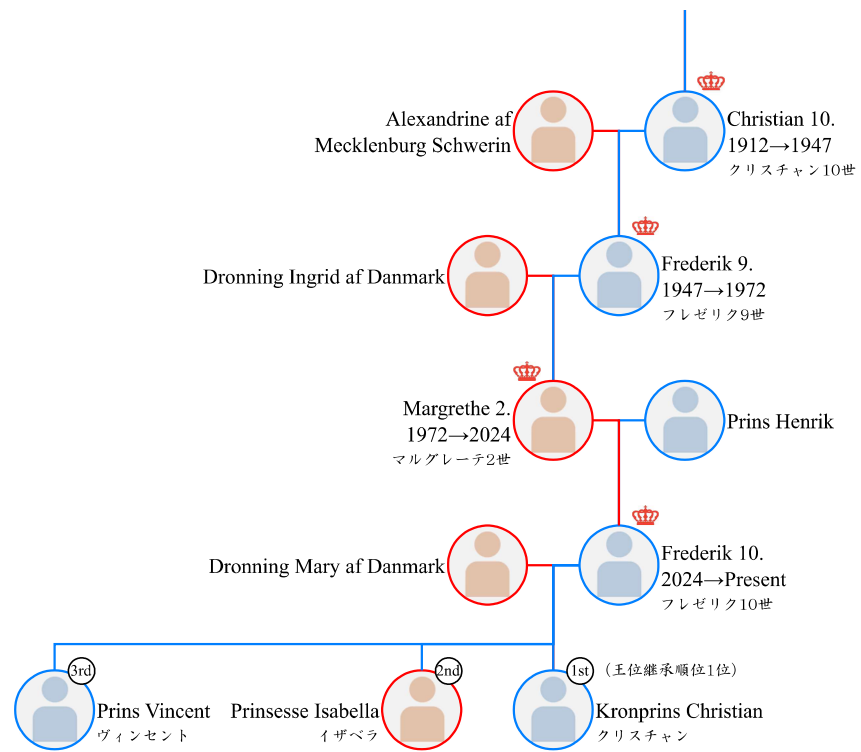 Alexandrine af
Mecklenburg Schwerin
Christian 10.
1912→1947
クリスチャン10世
Dronning Ingrid af Danmark
Frederik 9.
1947→1972
フレゼリク9世
Margrethe 2.
1972→2024
マルグレーテ2世
Prins Henrik
Dronning Mary af Danmark
Frederik 10.
2024→Present
フレゼリク10世
3rd
Prins Vincent
ヴィンセント
2nd
Prinsesse Isabella
イザベラ
1st
（王位継承順位1位）
Kronprins Christian
クリスチャン